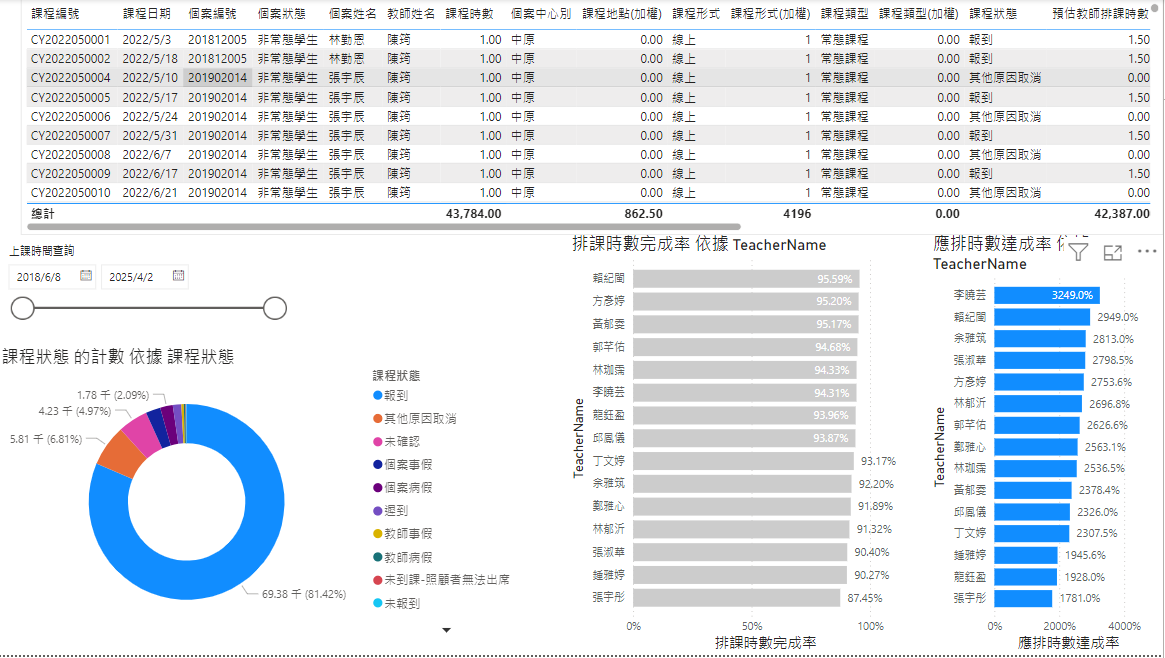 課程編號 課程日期 個案編號 個案狀態 個案姓名 教師姓名 課程時數 個案中心別 課程地點(加權) 課程形式 課程形式(加權) 課程類型 課程類型(加權) 課程狀態 預估教師排課時數
CY2022050001 2022/5/3 201812005 非常態學生 林勤恩 陳筠 1.00 中原 0.00 線上 1 常態課程 0.00 報到 1.50
CY2022050002 2022/5/18 201812005 非常態學生 林勤恩 陳筠 1.00 中原 0.00 線上 1 常態課程 0.00 報到 1.50
CY2022050004 2022/5/10 201902014 非常態學生 張宇辰 陳筠 1.00 中原 0.00 線上 1 常態課程 0.00 其他原因取消 0.00
CY2022050005 2022/5/17 201902014 非常態學生 張宇辰 陳筠 1.00 中原 0.00 線上 1 常態課程 0.00 報到 1.50
CY2022050006 2022/5/24 201902014 非常態學生 張宇辰 陳筠 1.00 中原 0.00 線上 1 常態課程 0.00 其他原因取消 0.00
CY2022050007 2022/5/31 201902014 非常態學生 張宇辰 陳筠 1.00 中原 0.00 線上 1 常態課程 0.00 報到 1.50
CY2022050008 2022/6/7 201902014 非常態學生 張宇辰 陳筠 1.00 中原 0.00 線上 1 常態課程 0.00 其他原因取消 0.00
CY2022050009 2022/6/17 201902014 非常態學生 張宇辰 陳筠 1.00 中原 0.00 線上 1 常態課程 0.00 報到 1.50
CY2022050010 2022/6/21 201902014 非常態學生 張宇辰 陳筠 1.00 中原 0.00 線上 1 常態課程 0.00 其他原因取消 0.00
總計 43,784.00 862.50 4196 0.00 42,387.00
上課時間查詢
2018/6/8 2025/4/2
課程狀態 的計數 依據 課程狀態
1.78 千 (2.09%)
4.23 千 (4.97%)
5.81 千 (6.81%)
69.38 千 (81.42%)
課程狀態
報到
其他原因取消
未確認
個案事假
個案病假
遲到
教師事假
教師病假
未到課-照顧者無法出席
未報到
排課時數完成率 依據 TeacherName
TeacherName
賴紀閩 95.59%
方彥婷 95.20%
黃郁雯 95.17%
郭芊佑 94.68%
林珈霈 94.33%
李曉芸 94.31%
龍鈺盈 93.96%
邱鳳儀 93.87%
丁文婷 93.17%
余雅筑 92.20%
鄭雅心 91.89%
林郁沂 91.32%
張淑華 90.40%
鍾雅婷 90.27%
張宇彤 87.45%
0% 50% 100%
排課時數完成率
應排時數達成率
TeacherName
TeacherName
李曉芸 3249.0%
賴紀閩 2949.0%
余雅筑 2813.0%
張淑華 2798.5%
方彥婷 2753.6%
林郁沂 2696.8%
郭芊佑 2626.6%
鄭雅心 2563.1%
林珈霈 2536.5%
黃郁雯 2378.4%
邱鳳儀 2326.0%
丁文婷 2307.5%
鍾雅婷 1945.6%
龍鈺盈 1928.0%
張宇彤 1781.0%
0% 2000% 4000%
應排時數達成率